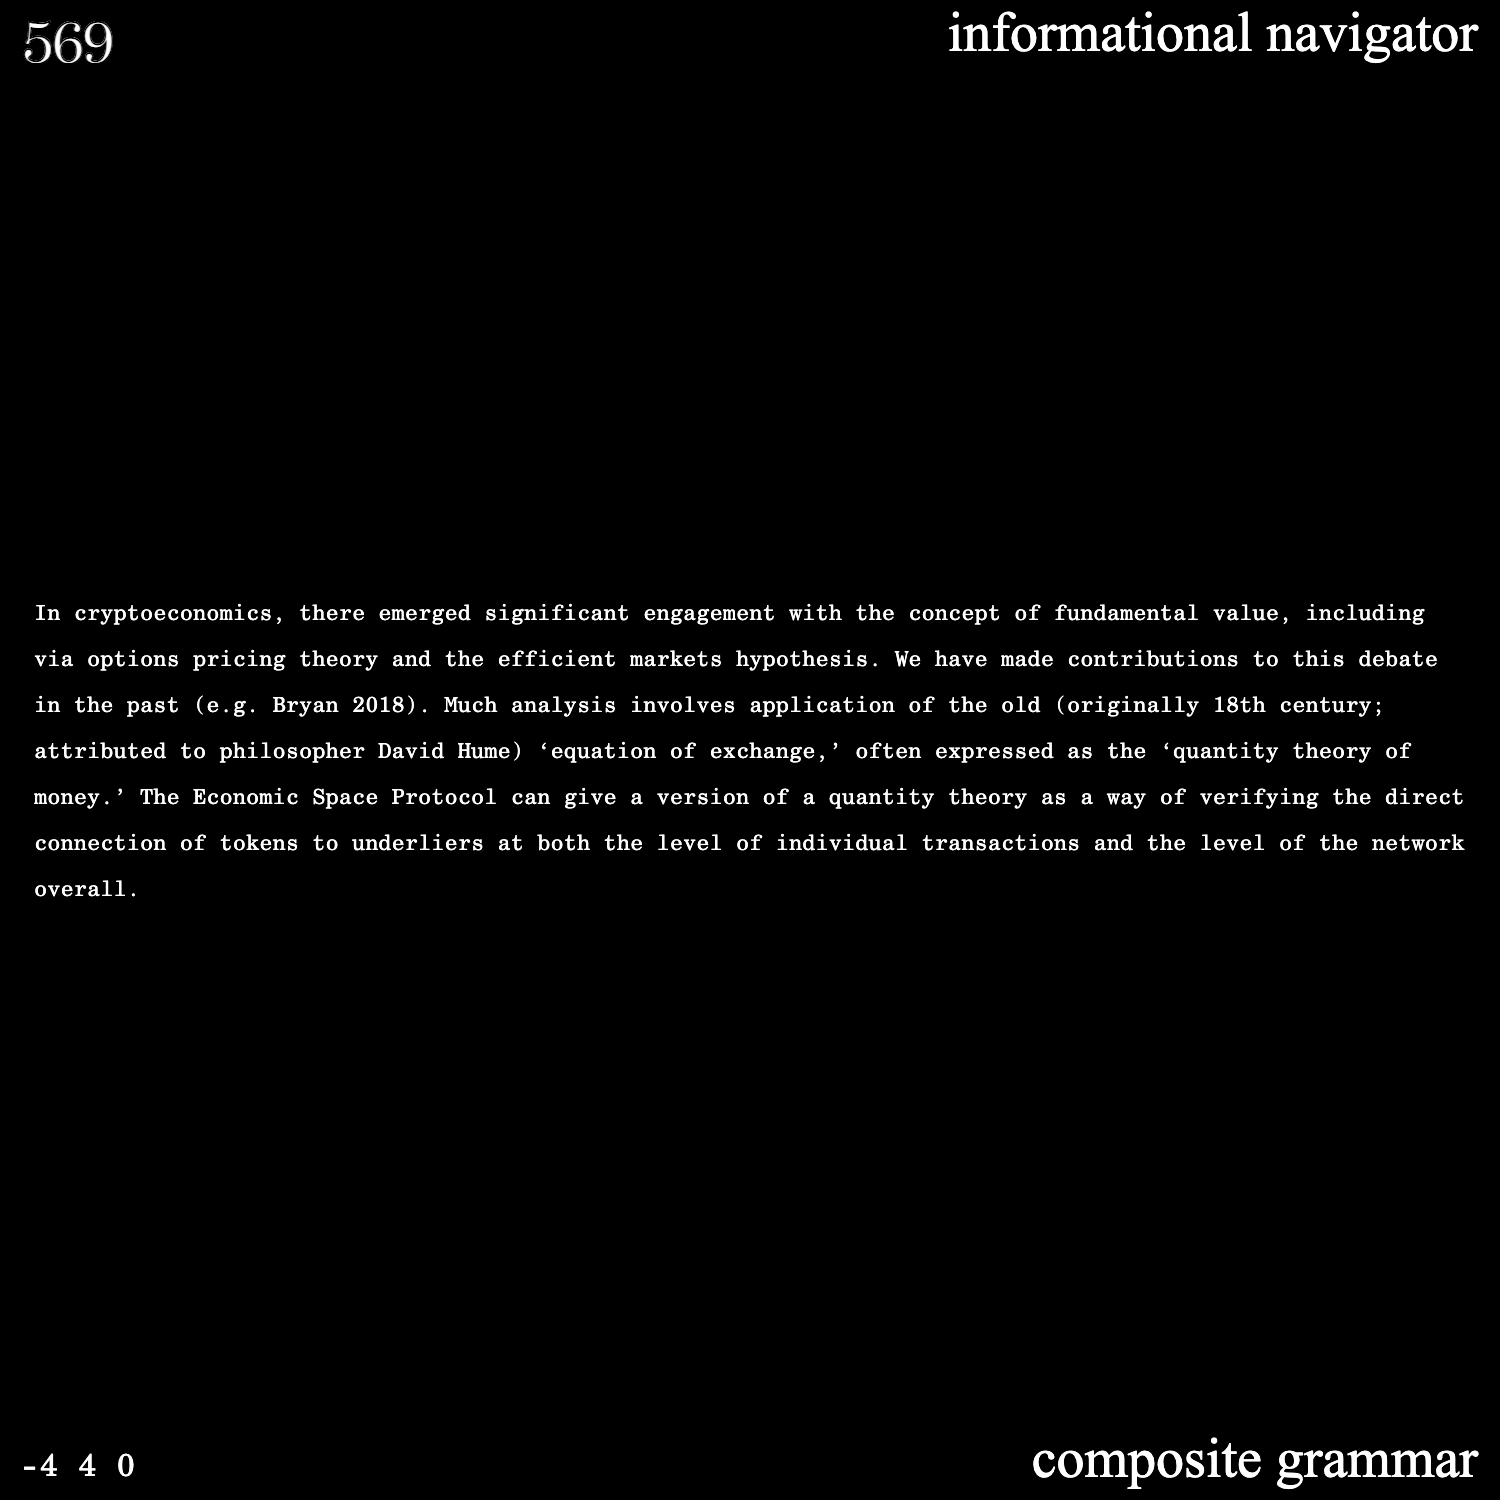 569
informational navigator
In cryptoeconomics, there emerged significant engagement with the concept of fundamental value, including
via options pricing theory and the efficient markets hypothesis. We have made contributions to this debate
in the past (e.g. Bryan 2018). Much analysis involves application of the old (originally 18th century;
attributed to philosopher David Hume) ‘equation of exchange,’ often expressed as the ‘quantity theory of
money.’ The Economic Space Protocol can give a version of a quantity theory as a way of verifying the direct
connection of tokens to underliers at both the level of individual transactions and the level of the network
overall.
-4 4 0
composite grammar